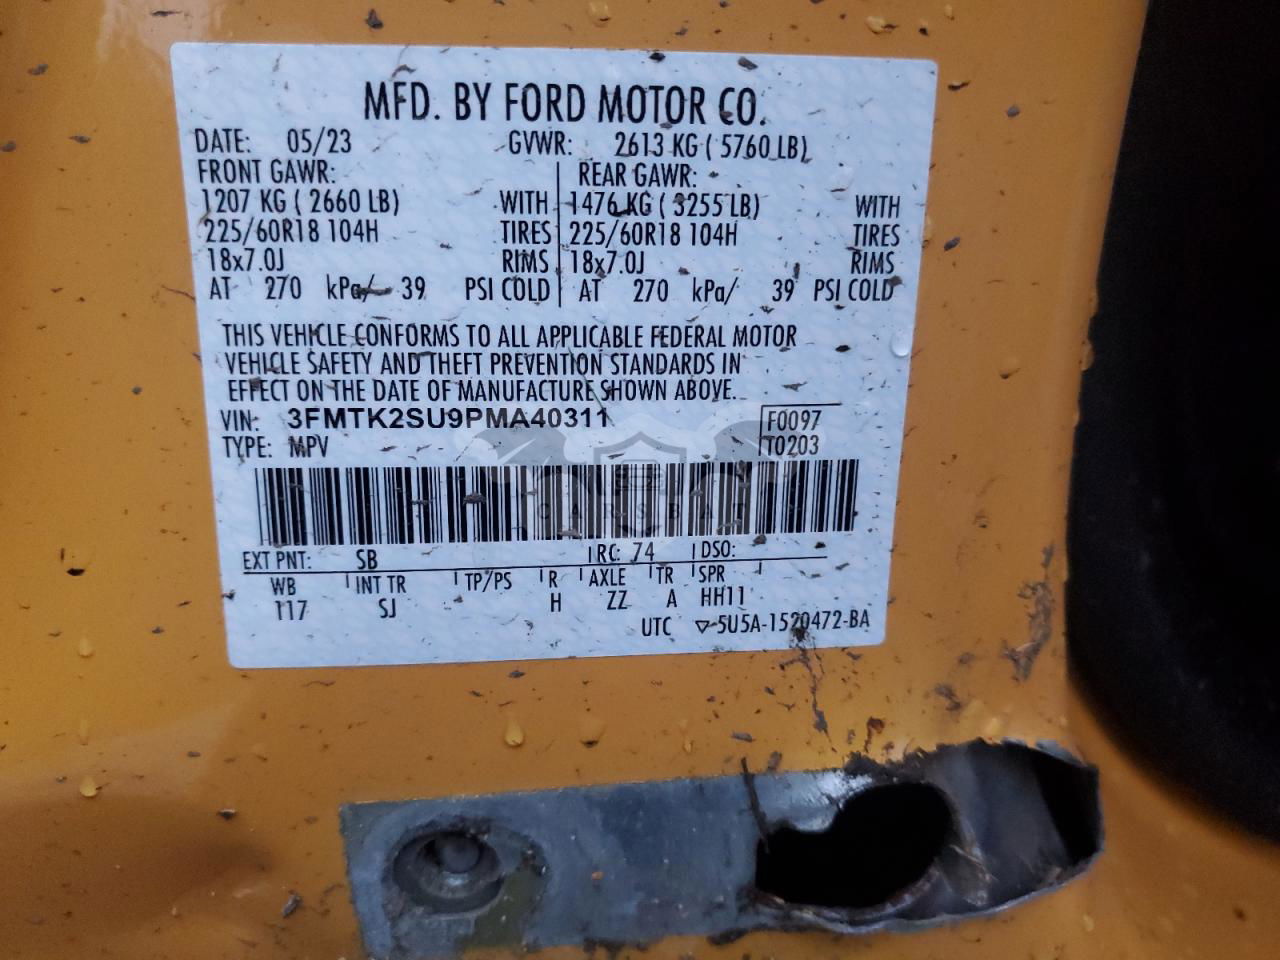 MFD. BY FORD MOTOR CO.
DATE: 05/23 GVWR: 2613 KG ( 5760 LB)
FRONT GAWR: REAR GAWR:
1207 KG ( 2660 LB) WITH 1476 KG ( 3255 LB) WITH
225/60R18 104H TIRES 225/60R18 104H TIRES
18x7.0J RIMS 18x7.0J RIMS
AT 270 kPa/ 39 PSI COLD AT 270 kPa/ 39 PSI COLD
THIS VEHICLE CONFORMS TO ALL APPLICABLE FEDERAL MOTOR
VEHICLE SAFETY AND THEFT PREVENTION STANDARDS IN
EFFECT ON THE DATE OF MANUFACTURE SHOWN ABOVE.
VIN: 3FMTK2SU9PMA40311 F0097
TYPE: MPV T0203
CARSBAT
EXT PNT: SB RC: 74 DSO:
WB INT TR TP/PS R AXLE TR SPR
117 SJ H ZZ A HH11
UTC ▽-5U5A-1520472-BA